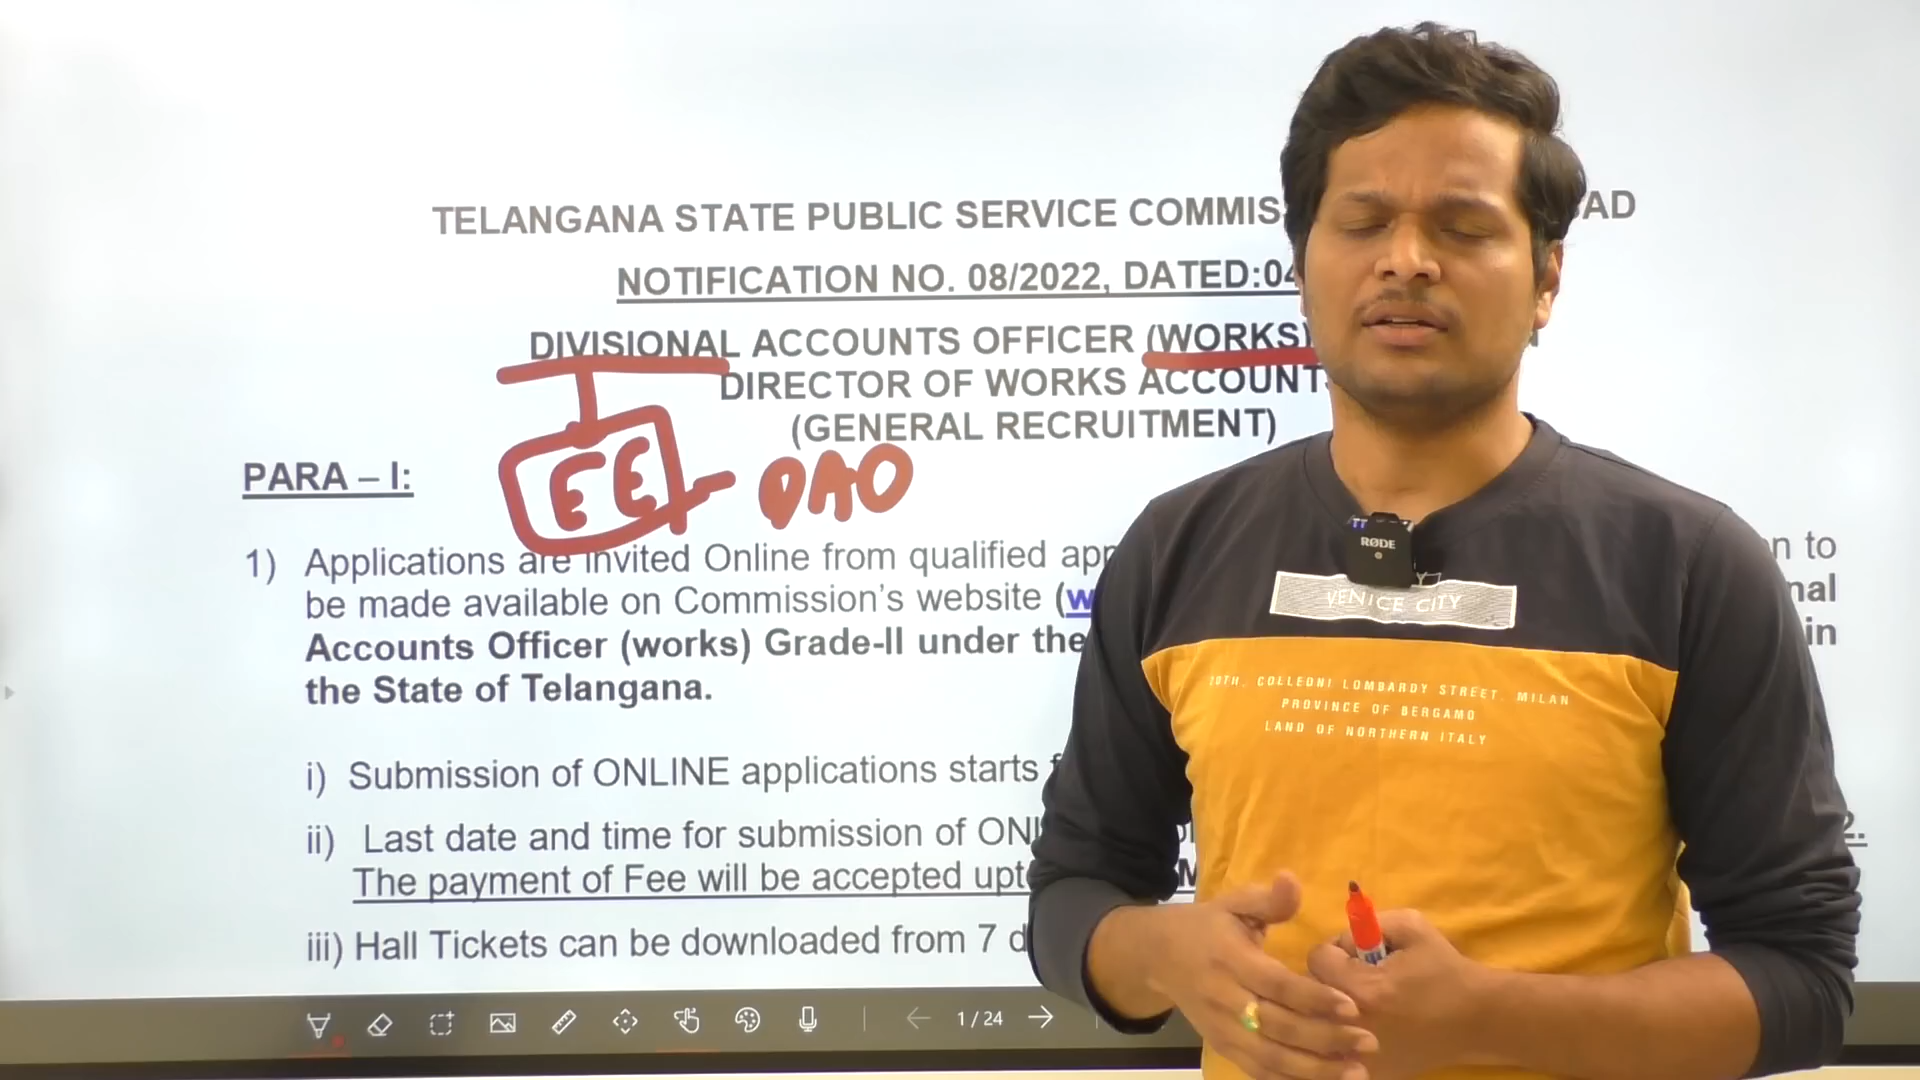 TELANGANA STATE PUBLIC SERVICE COMMIS AD
NOTIFICATION NO. 08/2022, DATED:04
DIVISIONAL ACCOUNTS OFFICER (WORKS)
DIRECTOR OF WORKS ACCOUNT
(GENERAL RECRUITMENT)
PARA – I:
EE DAO
1) Applications are invited Online from qualified app n to
be made available on Commission's website (w nal
Accounts Officer (works) Grade-II under the in
the State of Telangana.
i) Submission of ONLINE applications starts f
ii) Last date and time for submission of ONL 2.
The payment of Fee will be accepted upto M
iii) Hall Tickets can be downloaded from 7 d
1 / 24
RØDE
VENICE CITY
COLLEONI LOMBARDY STREET, MILAN
PROVINCE OF BERGAMO
LAND OF NORTHERN ITALY